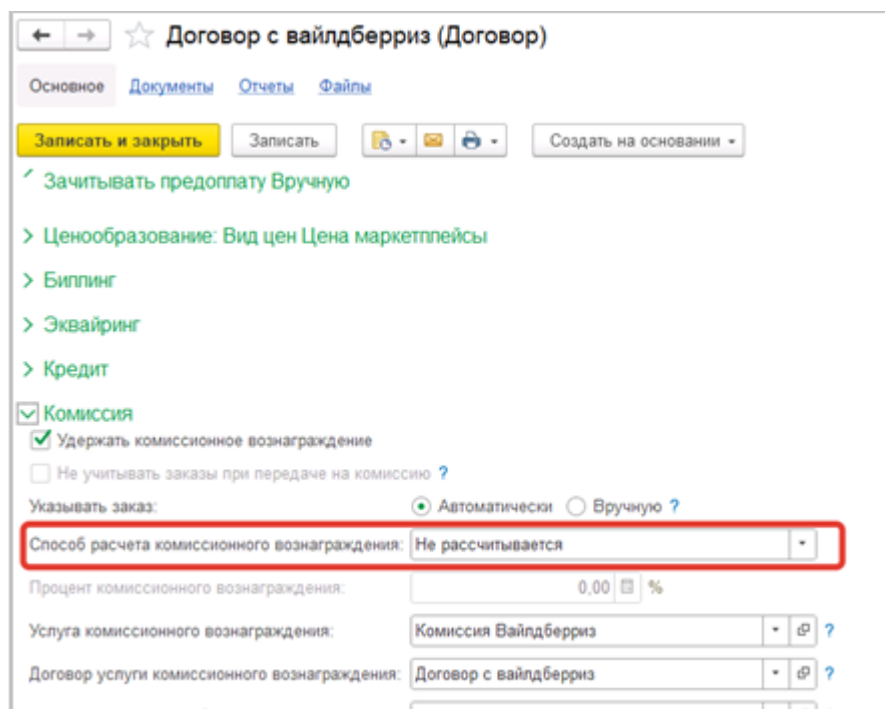 Договор с вайлдберриз (Договор)
Основное Документы Отчеты Файлы
Записать и закрыть Записать Создать на основании
Зачитывать предоплату Вручную
Ценообразование: Вид цен Цена маркетплейсы
Биллинг
Эквайринг
Кредит
Комиссия
Удержать комиссионное вознаграждение
Не учитывать заказы при передаче на комиссию ?
Указывать заказ: Автоматически Вручную ?
Способ расчета комиссионного вознаграждения: Не рассчитывается
Процент комиссионного вознаграждения: 0,00 %
Услуга комиссионного вознаграждения: Комиссия Вайлдберриз ?
Договор услуги комиссионного вознаграждения: Договор с вайлдберриз ?